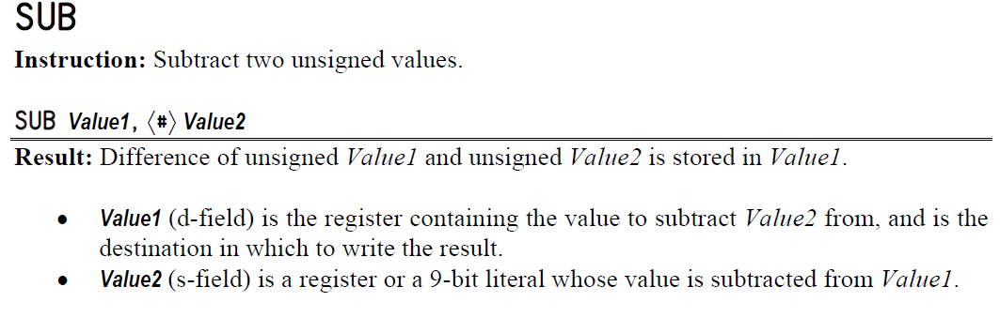 SUB
Instruction: Subtract two unsigned values.
SUB Value1, 〈#〉 Value2
Result: Difference of unsigned Value1 and unsigned Value2 is stored in Value1.
• Value1 (d-field) is the register containing the value to subtract Value2 from, and is the
destination in which to write the result.
• Value2 (s-field) is a register or a 9-bit literal whose value is subtracted from Value1.